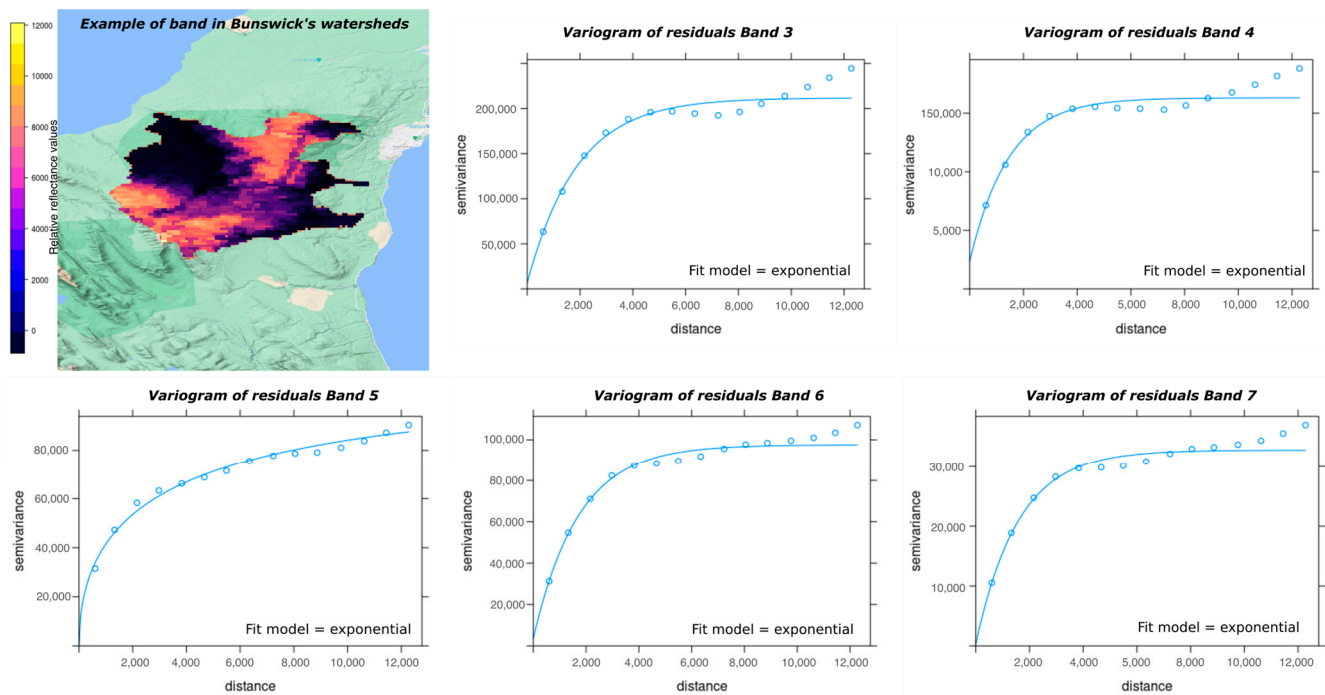 Example of band in Bunswick's watersheds
12000
10000
8000
6000
4000
2000
0
Relative reflectance values
Variogram of residuals Band 3
semivariance
200,000
150,000
100,000
50,000
2,000 4,000 6,000 8,000 10,000 12,000
distance
Fit model = exponential
Variogram of residuals Band 4
semivariance
150,000
10.000
5,000
2,000 4,000 6,000 8,000 10,000 12,000
distance
Fit model = exponential
Variogram of residuals Band 5
semivariance
80,000
60,000
40,000
20,000
2,000 4,000 6,000 8,000 10,000 12,000
distance
Fit model = exponential
Variogram of residuals Band 6
semivariance
100,000
80,000
60,000
40,000
20,000
2,000 4,000 6,000 8,000 10,000 12,000
distance
Fit model = exponential
Variogram of residuals Band 7
semivariance
30,000
20,000
10,000
2,000 4,000 6,000 8,000 10,000 12,000
distance
Fit model = exponential